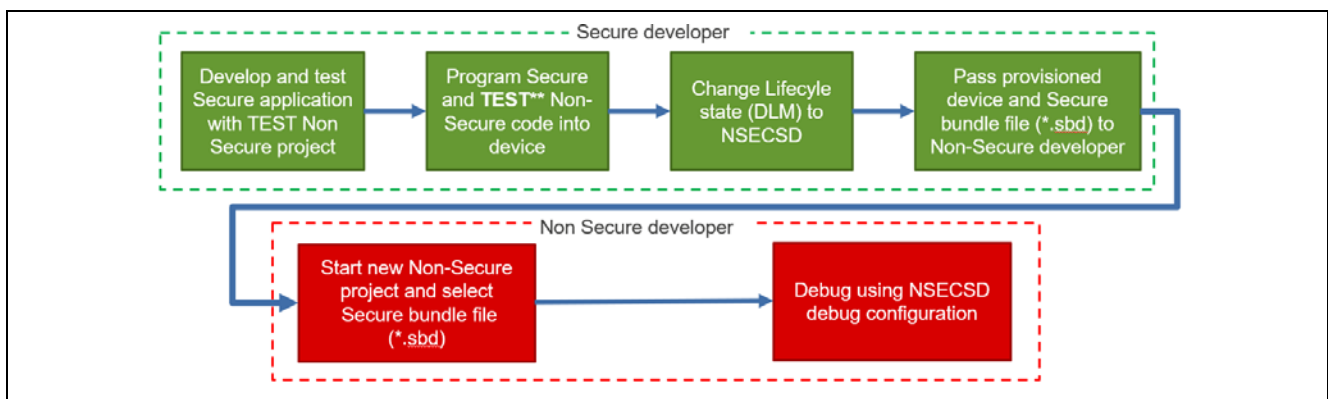 Secure developer
Develop and test
Secure application
with TEST Non
Secure project
Program Secure
and TEST** Non-
Secure code into
device
Change Lifecyle
state (DLM) to
NSECSD
Pass provisioned
device and Secure
bundle file (*.sbd) to
Non-Secure developer
Non Secure developer
Start new Non-Secure
project and select
Secure bundle file
(*.sbd)
Debug using NSECSD
debug configuration